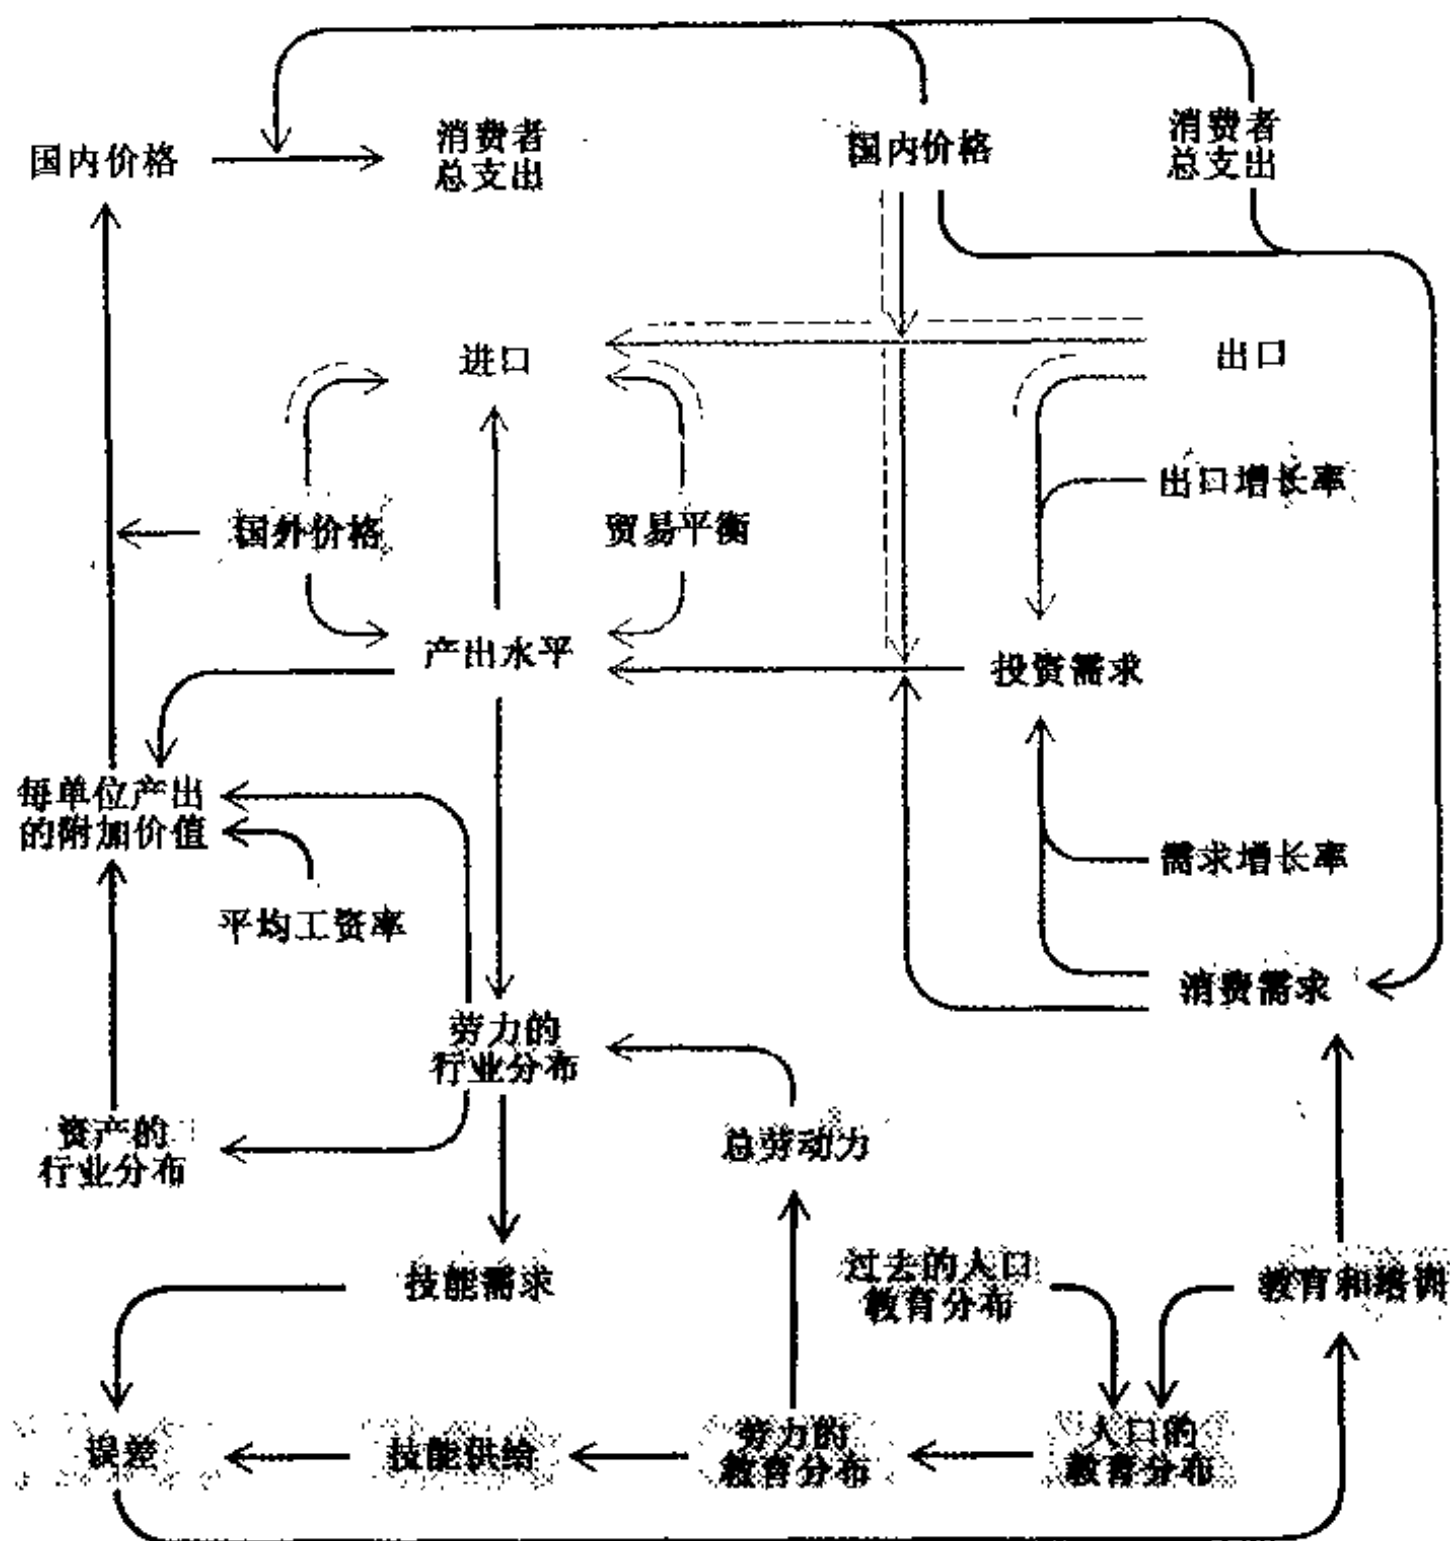 国内价格
消费者
总支出
国内价格
消费者
总支出
进口
出口
出口增长率
国外价格
贸易平衡
产出水平
投资需求
每单位产出
的附加价值
需求增长率
平均工资率
消费需求
劳力的
行业分布
资产的
行业分布
总劳动力
技能需求
过去的人口
教育分布
教育和培训
误差
技能供给
劳力的
教育分布
人口的
教育分布